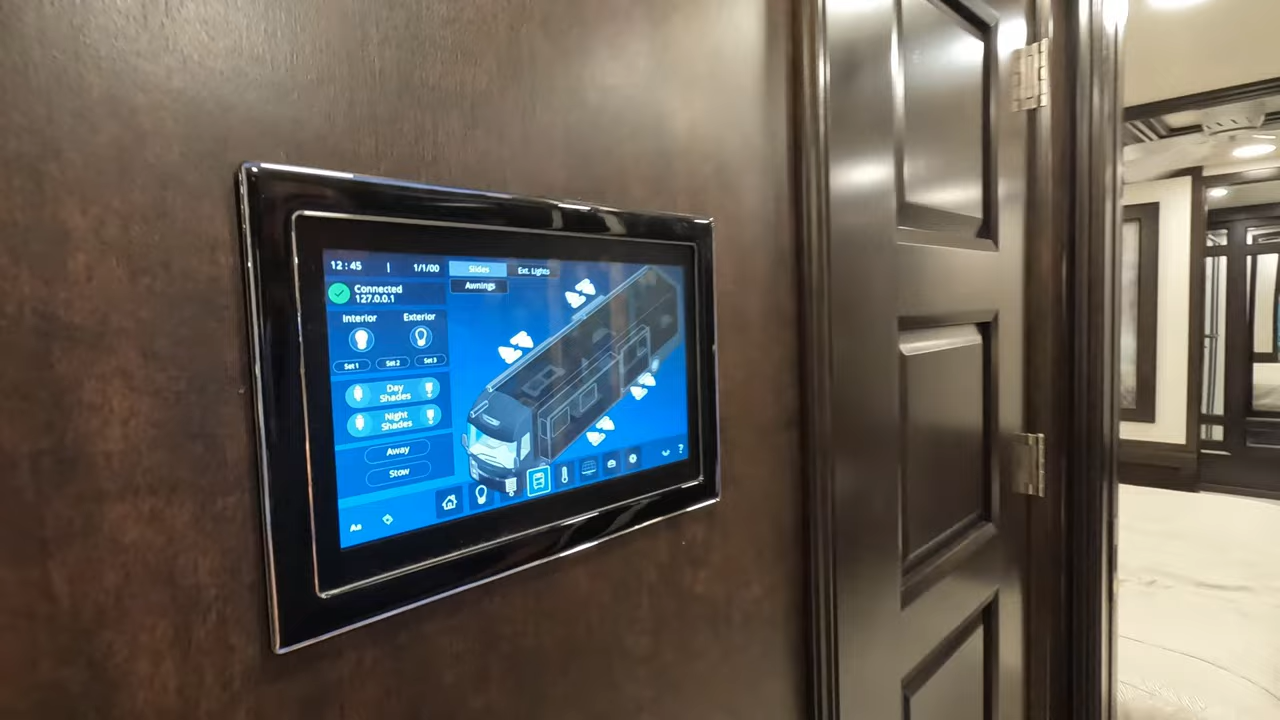 12:45 | 1/1/00
Slides
Ext. Lights
Awnings
Connected
127.0.0.1
Interior
Exterior
Set 1
Set 2
Set 3
Day
Shades
Night
Shades
Away
Stow
Aa
?